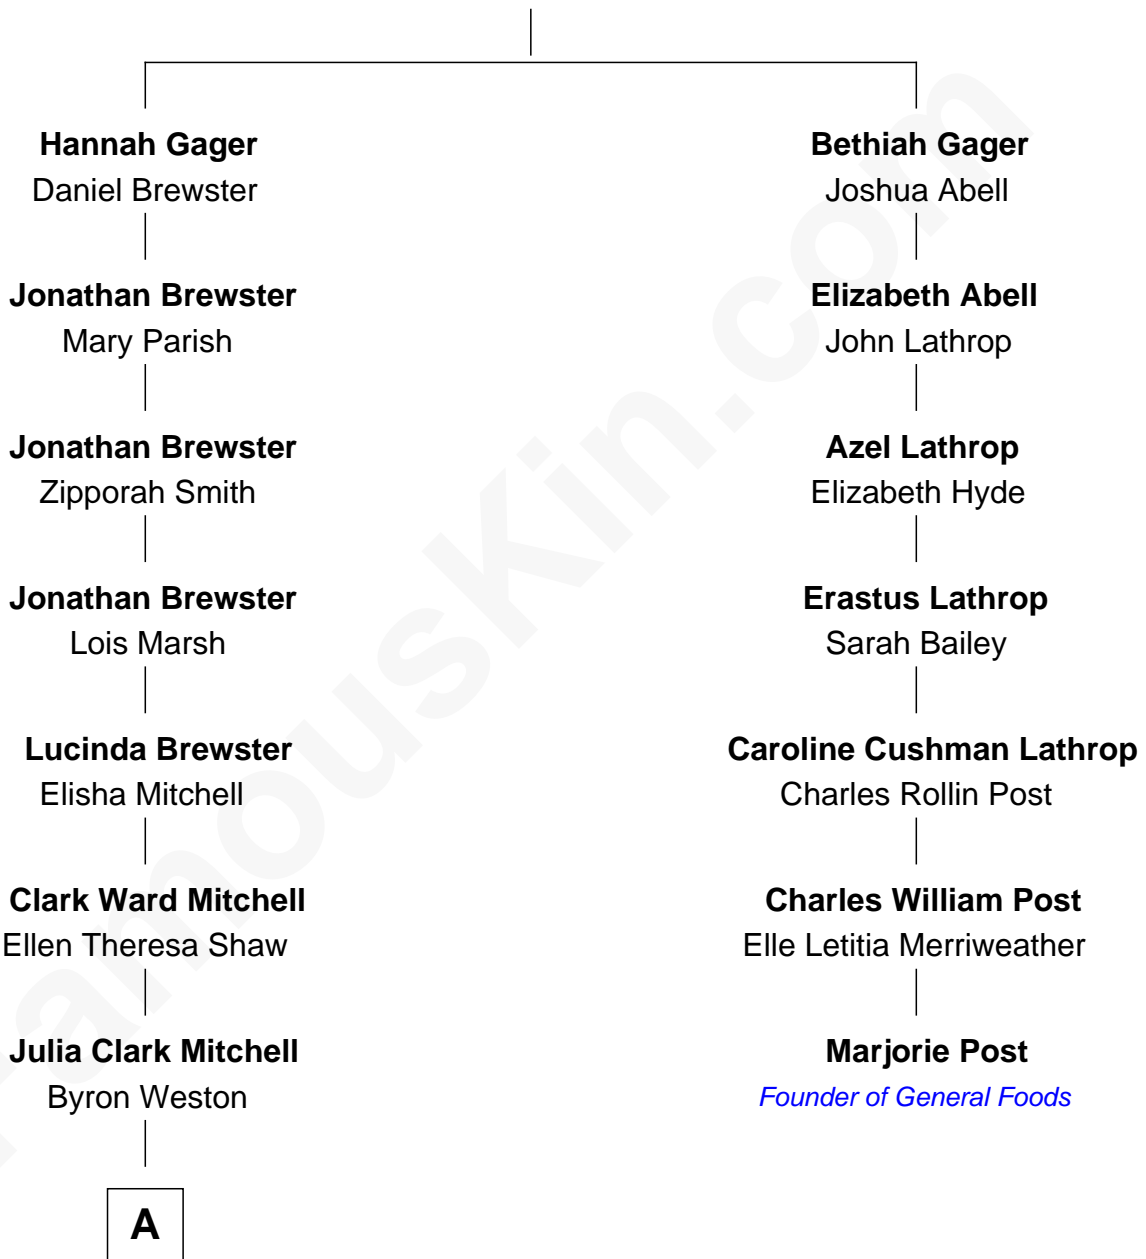 Hannah Gager
Daniel Brewster
Bethiah Gager
Joshua Abell
Jonathan Brewster
Mary Parish
Elizabeth Abell
John Lathrop
Jonathan Brewster
Zipporah Smith
Azel Lathrop
Elizabeth Hyde
Jonathan Brewster
Lois Marsh
Erastus Lathrop
Sarah Bailey
Lucinda Brewster
Elisha Mitchell
Caroline Cushman Lathrop
Charles Rollin Post
Clark Ward Mitchell
Ellen Theresa Shaw
Charles William Post
Elle Letitia Merriweather
Julia Clark Mitchell
Byron Weston
Marjorie Post
Founder of General Foods
A
FamousKin.com